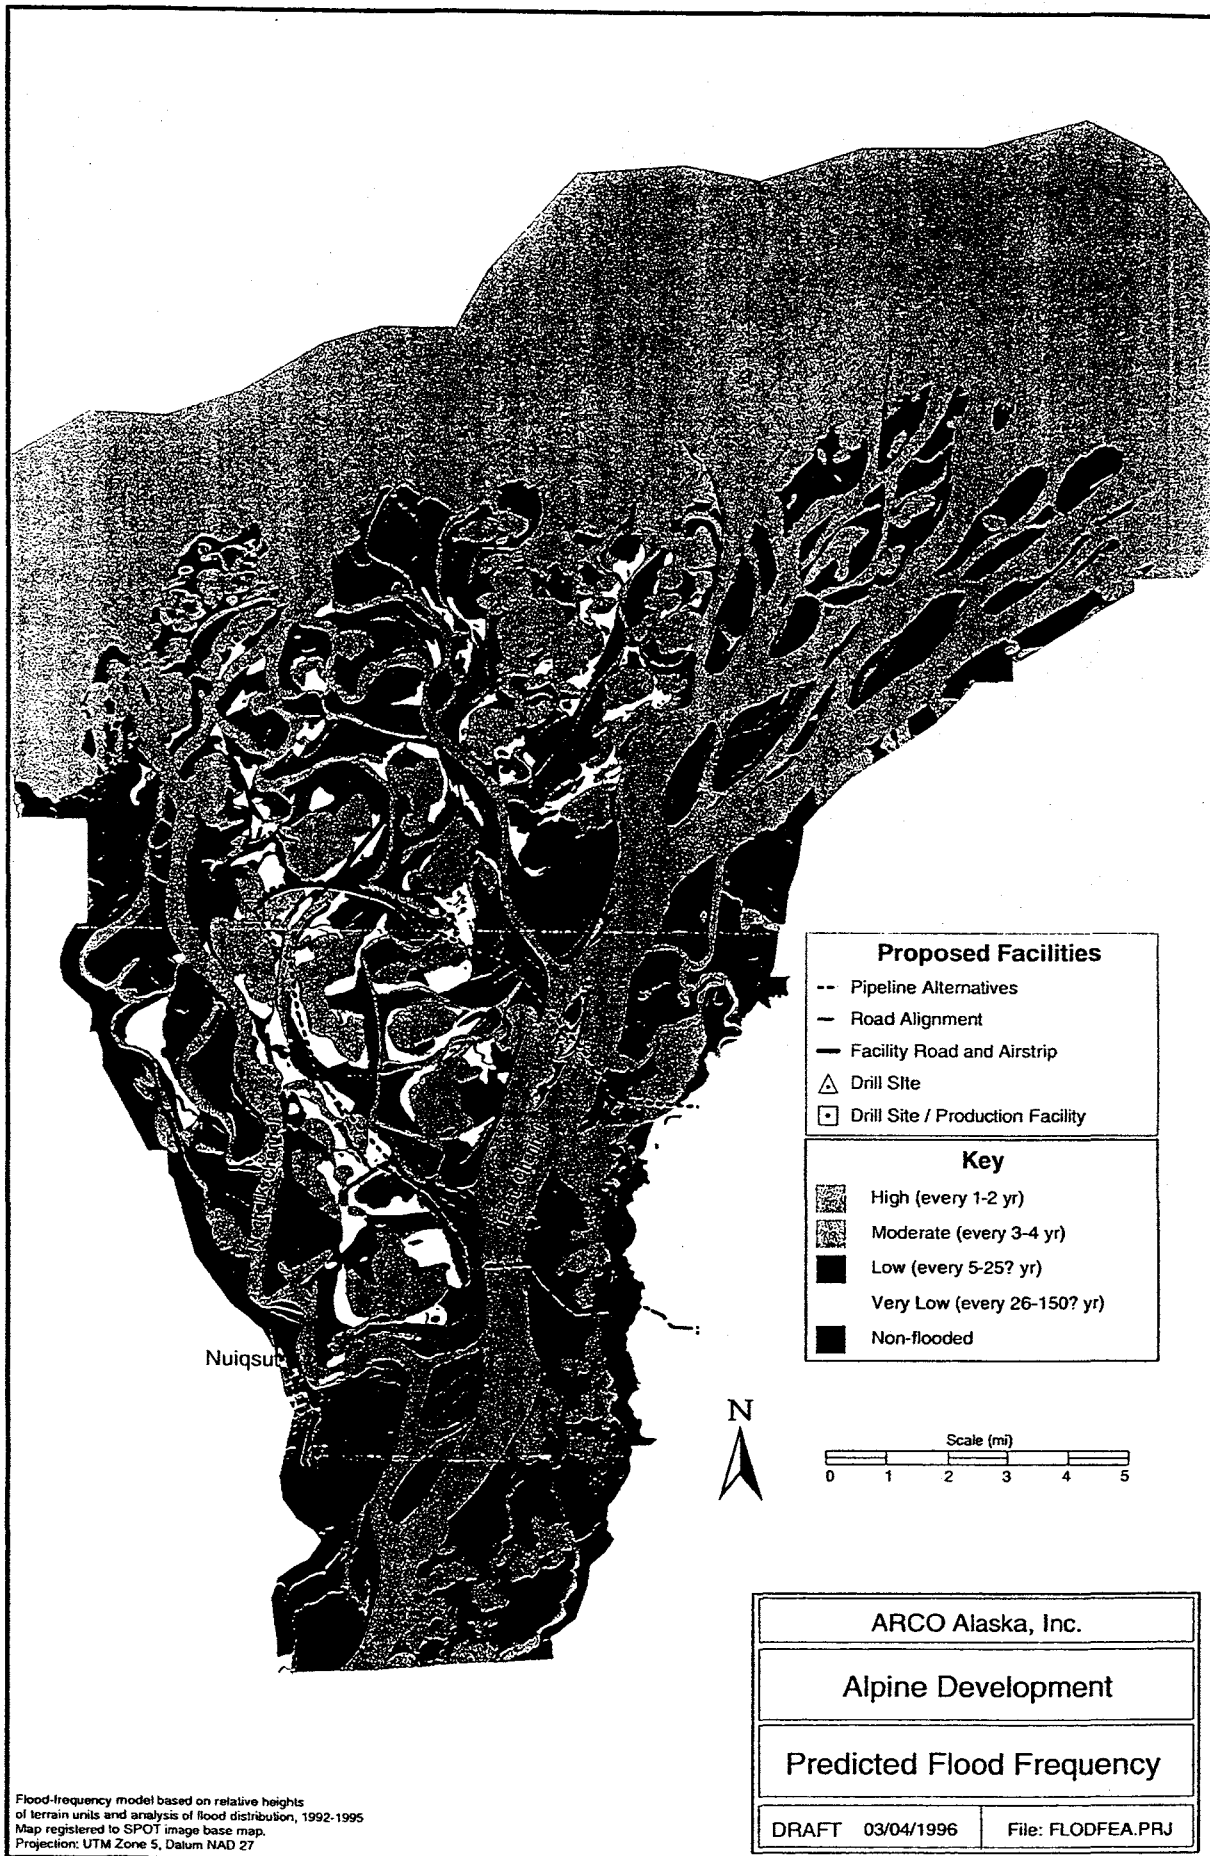 Proposed Facilities
Pipeline Alternatives
Road Alignment
Facility Road and Airstrip
Drill SIte
Drill Site / Production Facility
Key
High (every 1-2 yr)
Moderate (every 3-4 yr)
Low (every 5-25? yr)
Very Low (every 26-150? yr)
Non-flooded
Nuiqsut
N
Scale (mi)
0 1 2 3 4 5
ARCO Alaska, Inc.
Alpine Development
Predicted Flood Frequency
DRAFT 03/04/1996 File: FLODFEA.PRJ
Flood-frequency model based on relative heights
of terrain units and analysis of flood distribution, 1992-1995
Map registered to SPOT image base map.
Projection: UTM Zone 5, Datum NAD 27